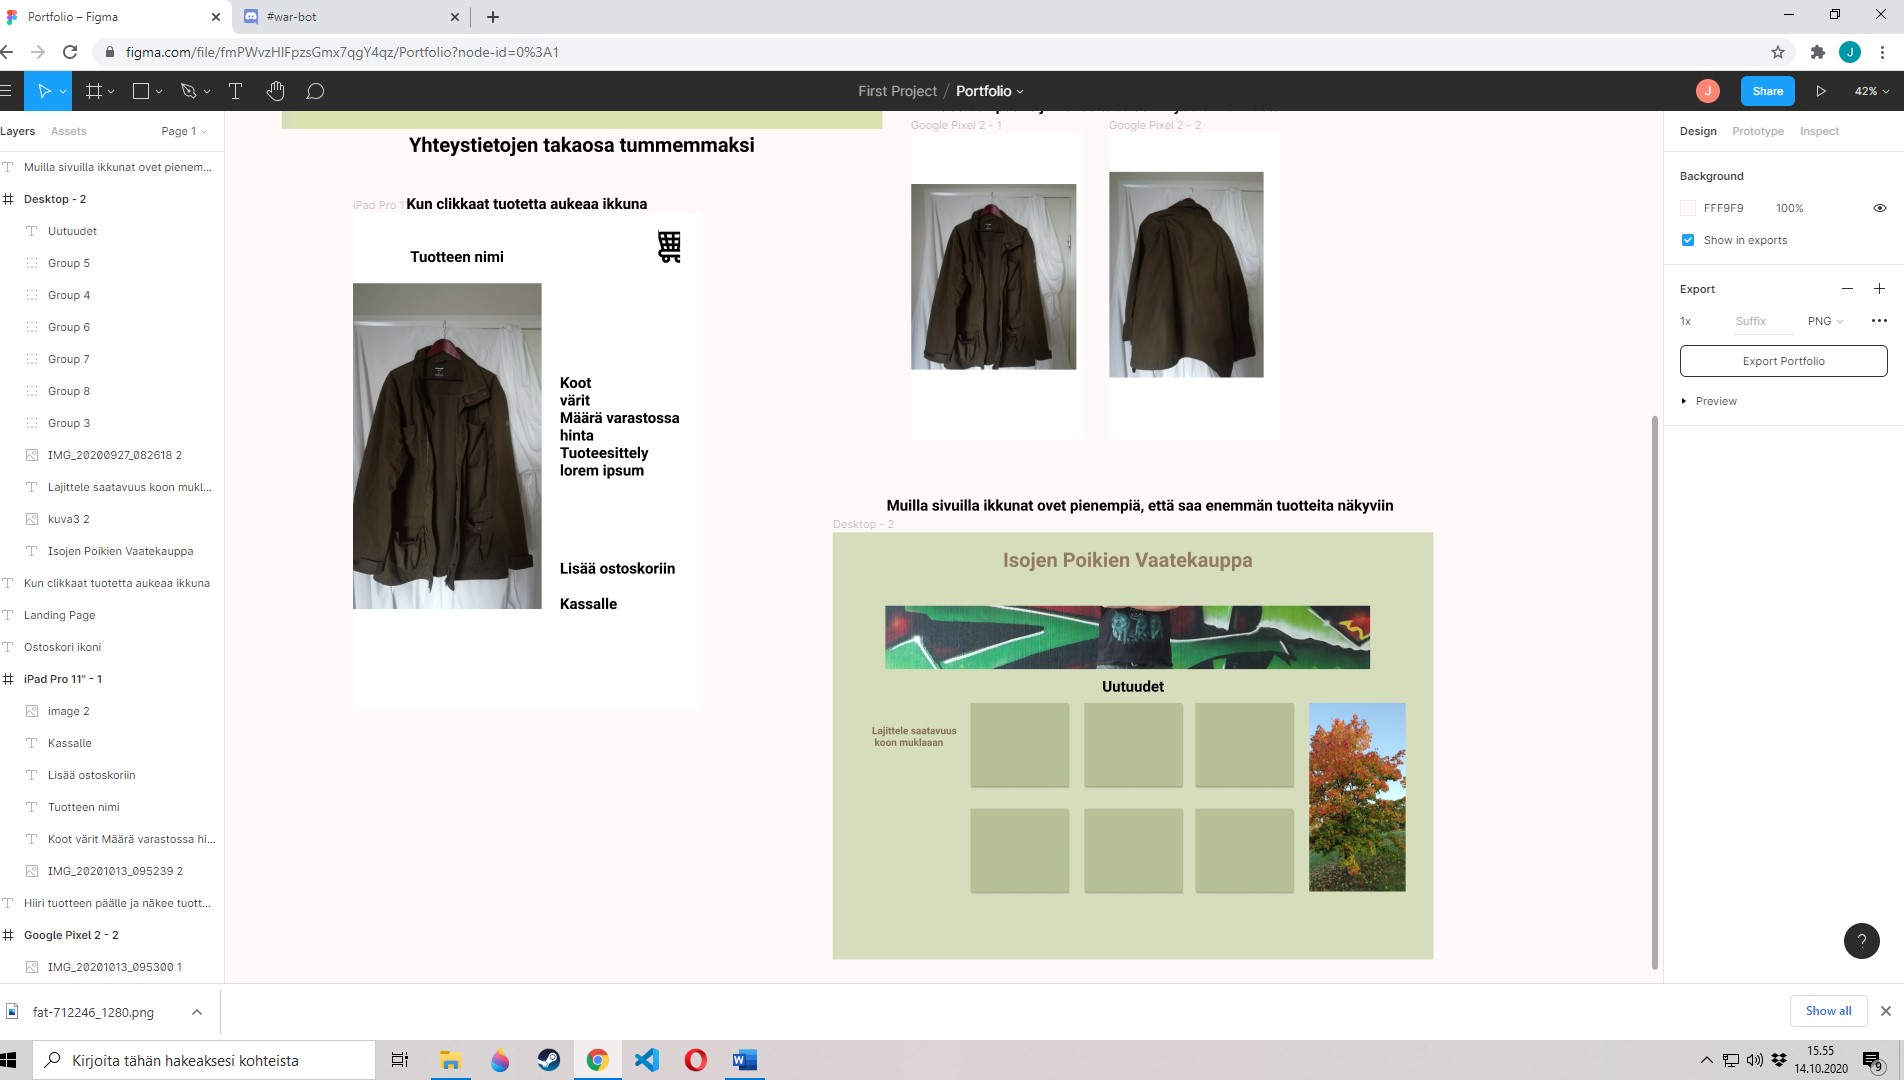 Portfolio – Figma
#war-bot
figma.com/file/fmPWvzHIFpzsGmx7qgY4qz/Portfolio?node-id=0%3A1
J
First Project / Portfolio
J
Share
42%
Layers
Assets
Page 1
Muilla sivuilla ikkunat ovet pienem...
Desktop - 2
Uutuudet
Group 5
Group 4
Group 6
Group 7
Group 8
Group 3
IMG_20200927_082618 2
Lajittele saatavuus koon mukl...
kuva3 2
Isojen Poikien Vaatekauppa
Kun clikkaat tuotetta aukeaa ikkuna
Landing Page
Ostoskori ikoni
iPad Pro 11" - 1
image 2
Kassalle
Lisää ostoskoriin
Tuotteen nimi
Koot värit Määrä varastossa hi...
IMG_20201013_095239 2
Hiiri tuotteen päälle ja näkee tuott...
Google Pixel 2 - 2
IMG_20201013_095300 1
Yhteystietojen takaosa tummemmaksi
iPad Pro 1
Kun clikkaat tuotetta aukeaa ikkuna
Tuotteen nimi
Koot
värit
Määrä varastossa
hinta
Tuoteesittely
lorem ipsum
Lisää ostoskoriin
Kassalle
Google Pixel 2 - 1
Google Pixel 2 - 2
Muilla sivuilla ikkunat ovet pienempiä, että saa enemmän tuotteita näkyviin
Desktop - 2
Isojen Poikien Vaatekauppa
Uutuudet
Lajittele saatavuus
koon muklaaan
Design
Prototype
Inspect
Background
FFF9F9
100%
Show in exports
Export
1x
Suffix
PNG
Export Portfolio
Preview
?
fat-712246_1280.png
Show all
Kirjoita tähän hakeaksesi kohteista
15.55
14.10.2020
9